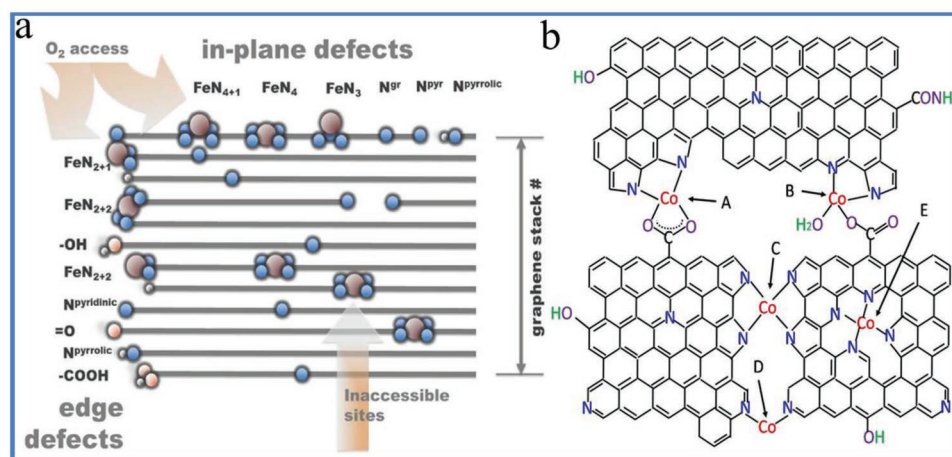 a
O₂ access
in-plane defects
FeN₄₊₁ FeN₄ FeN₃ Nᵍʳ Nᵖʸʳ Nᵖʸʳʳᵒˡⁱᶜ
FeN₂₊₁
FeN₂₊₂
-OH
FeN₂₊₂
Nᵖʸʳⁱᵈⁱⁿⁱᶜ
=O
Nᵖʸʳʳᵒˡⁱᶜ
-COOH
edge
defects
Inaccessible
sites
graphene stack #
b
HO
N
CONH
N N N N
Co A B Co E
O O H₂O O C O
C C
N N N
Co
HO N N N Co N
N
D
N N N N
Co
OH